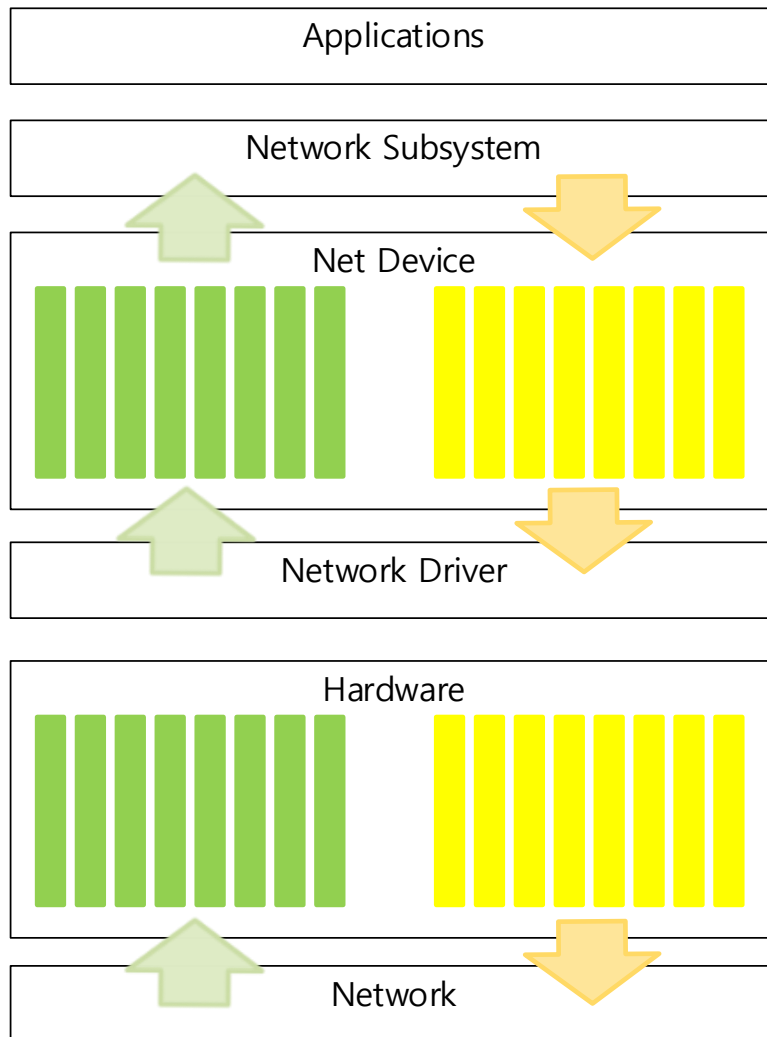 Applications
Network Subsystem
Net Device
Network Driver
Hardware
Network